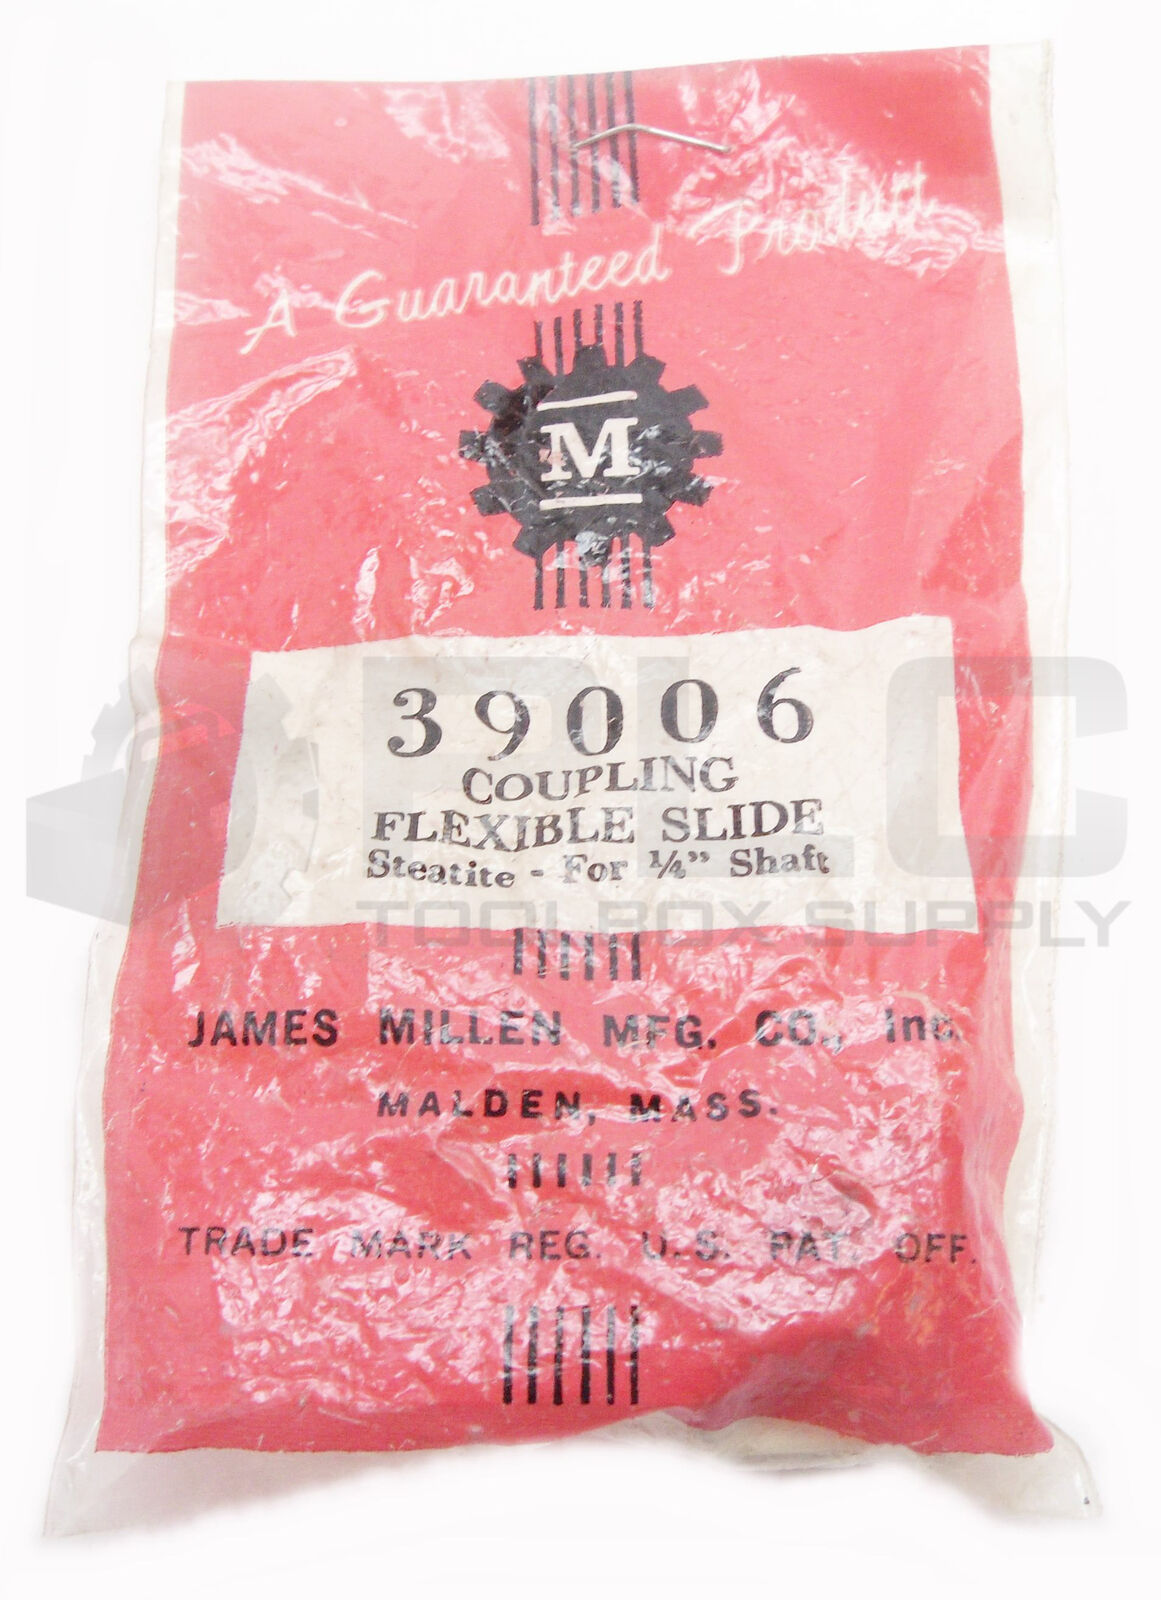 A Guaranteed Product
M
39006
COUPLING
FLEXIBLE SLIDE
Steatite - For 1/4" Shaft
PLC
TOOLBOX SUPPLY
JAMES MILLEN MFG. CO., Inc.
MALDEN, MASS.
TRADE MARK REG. U.S. PAT. OFF.